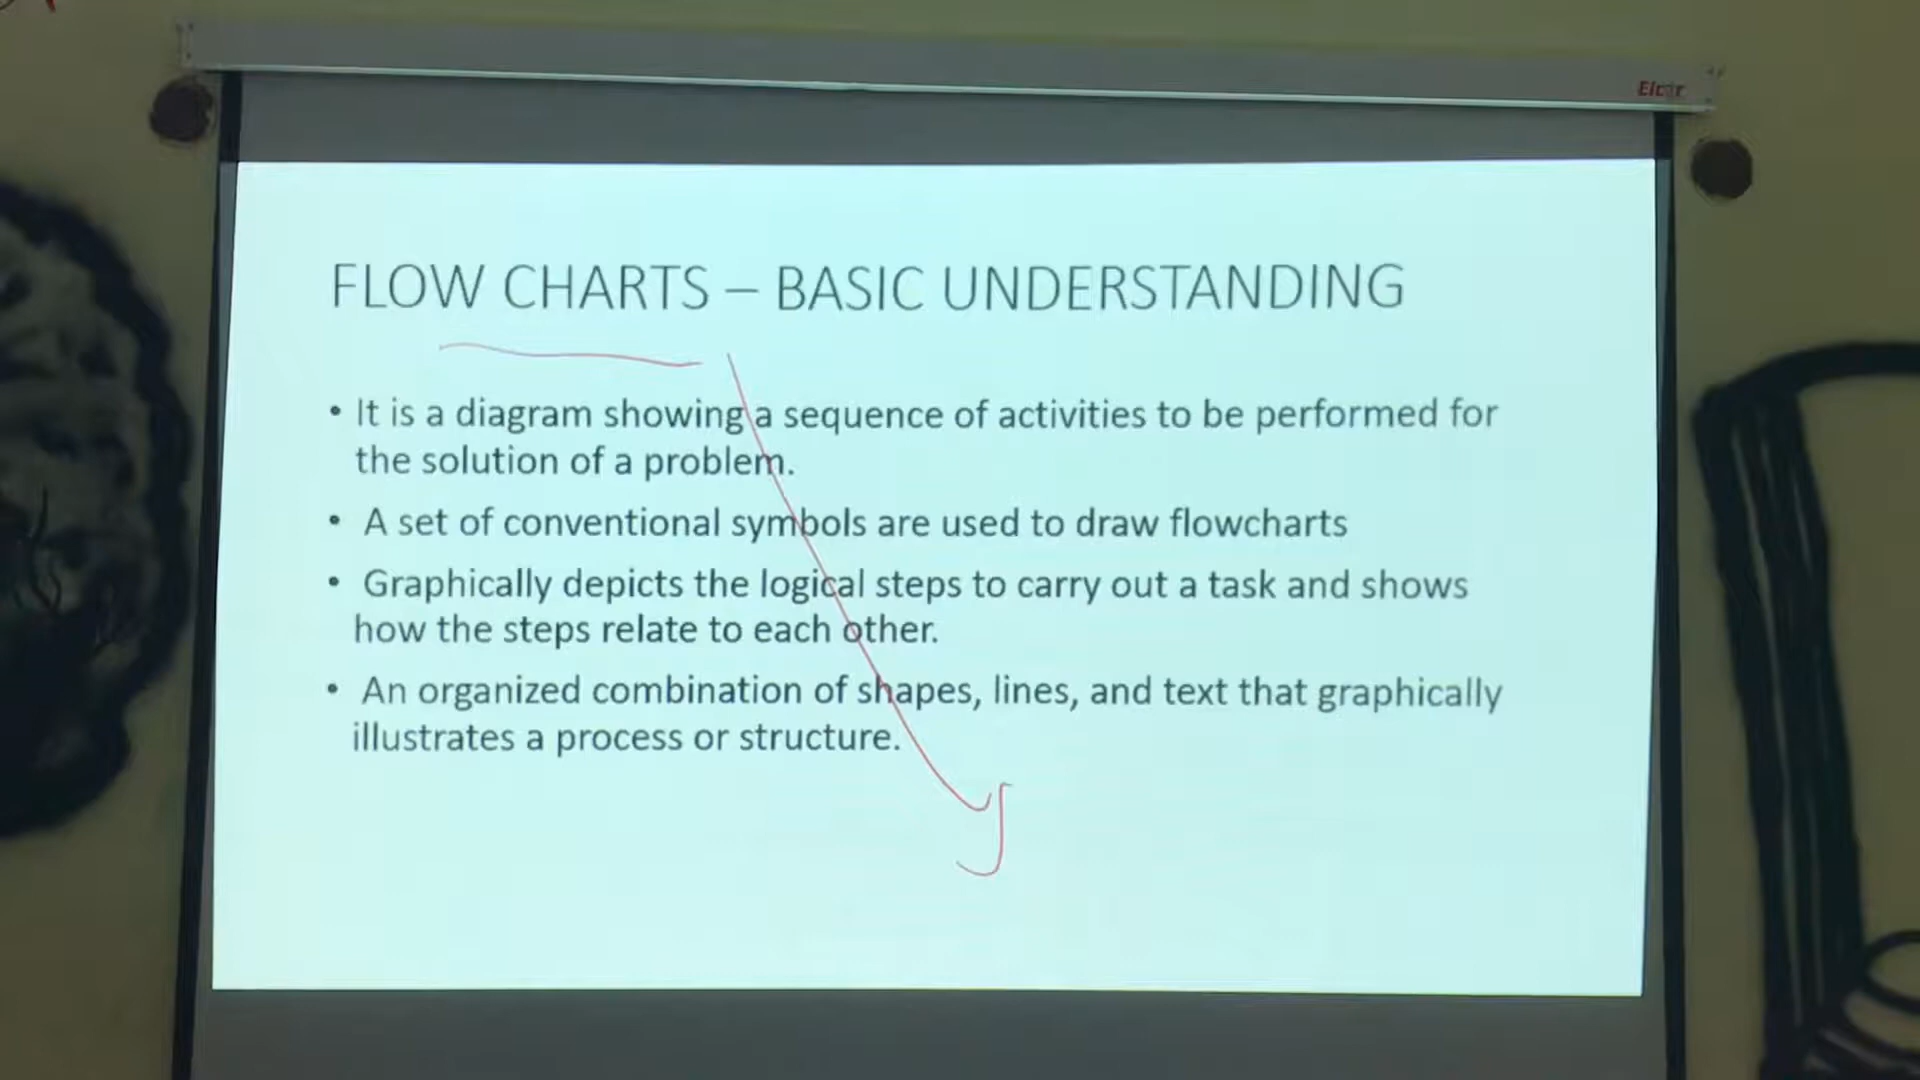 FLOW CHARTS – BASIC UNDERSTANDING
• It is a diagram showing a sequence of activities to be performed for
the solution of a problem.
• A set of conventional symbols are used to draw flowcharts
• Graphically depicts the logical steps to carry out a task and shows
how the steps relate to each other.
• An organized combination of shapes, lines, and text that graphically
illustrates a process or structure.